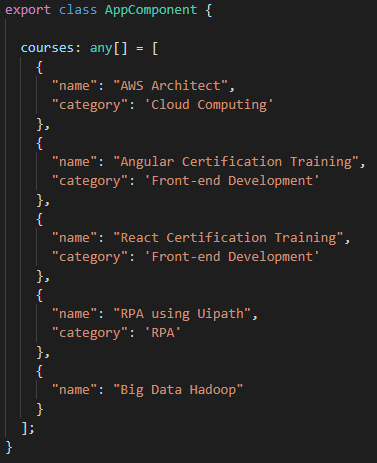 export class AppComponent {
courses: any[] = [
{
"name": "AWS Architect",
"category": 'Cloud Computing'
},
{
"name": "Angular Certification Training",
"category": 'Front-end Development'
},
{
"name": "React Certification Training",
"category": 'Front-end Development'
},
{
"name": "RPA using Uipath",
"category": 'RPA'
},
{
"name": "Big Data Hadoop"
}
];
}